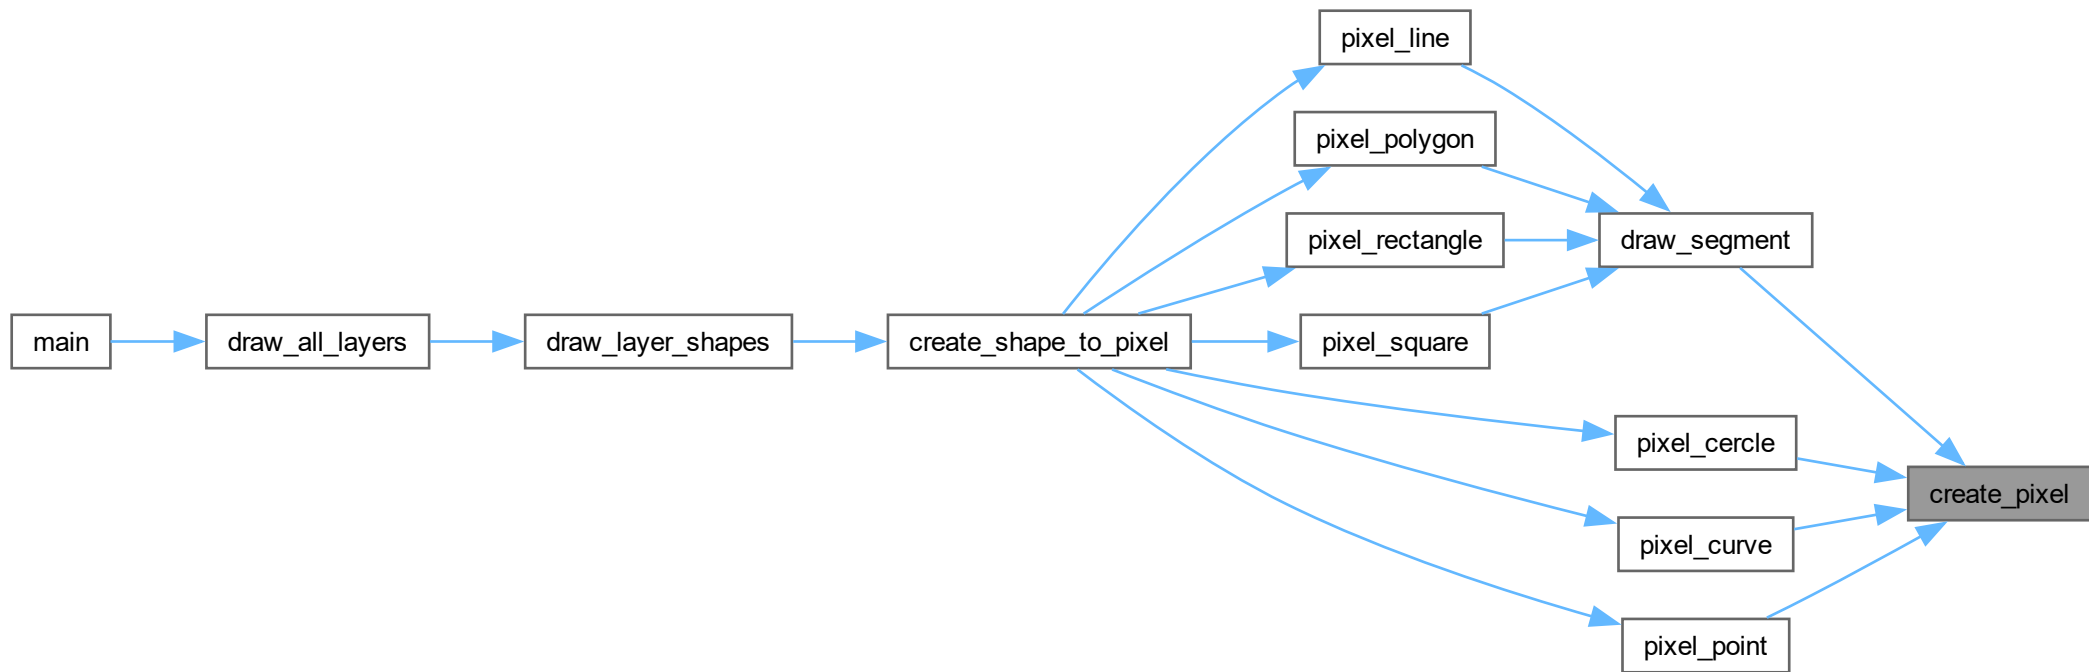 pixel_line
pixel_polygon
pixel_rectangle
draw_segment
main
draw_all_layers
draw_layer_shapes
create_shape_to_pixel
pixel_square
pixel_cercle
create_pixel
pixel_curve
pixel_point